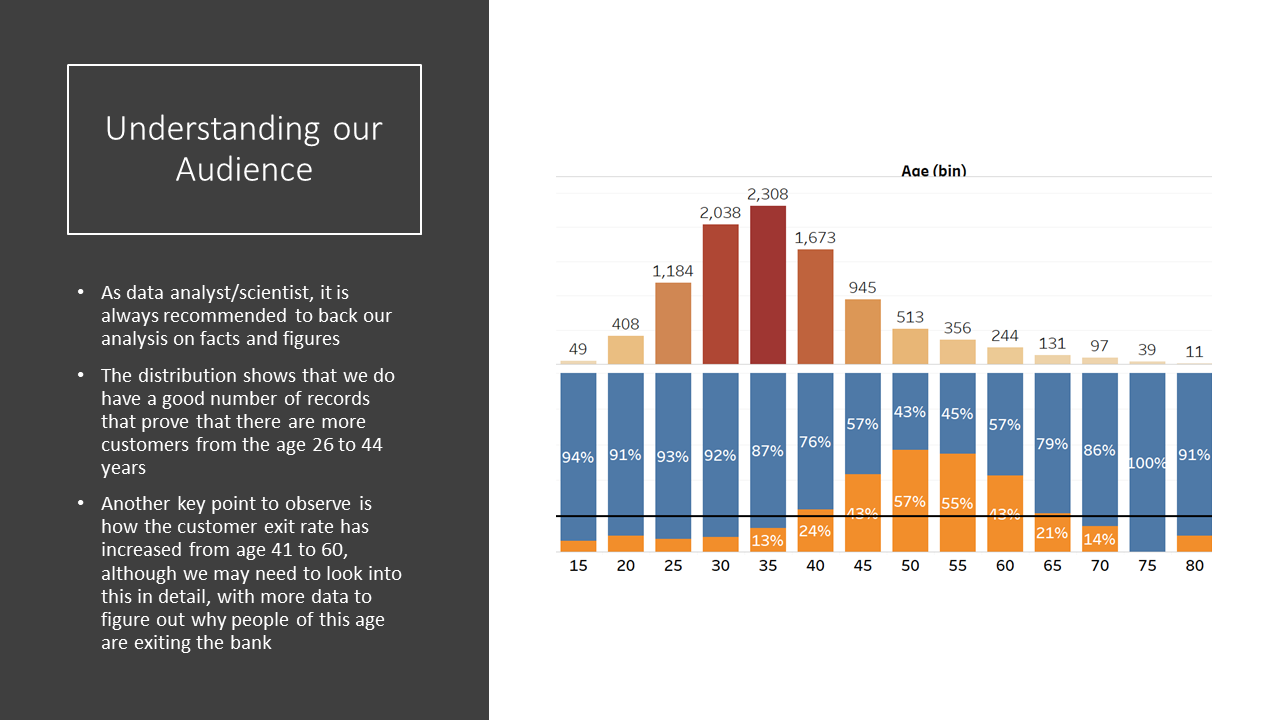 Understanding our
Audience
• As data analyst/scientist, it is
always recommended to back our
analysis on facts and figures
• The distribution shows that we do
have a good number of records
that prove that there are more
customers from the age 26 to 44
years
• Another key point to observe is
how the customer exit rate has
increased from age 41 to 60,
although we may need to look into
this in detail, with more data to
figure out why people of this age
are exiting the bank
Age (bin)
49 408 1,184 2,038 2,308 1,673 945 513 356 244 131 97 39 11
94% 91% 93% 92% 87% 76% 57% 43% 45% 57% 79% 86% 100% 91%
13% 24% 43% 57% 55% 43% 21% 14%
15 20 25 30 35 40 45 50 55 60 65 70 75 80